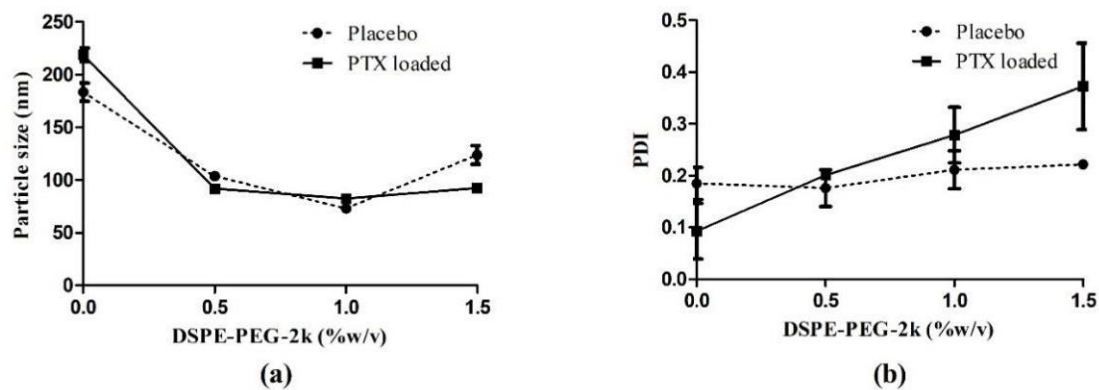 Particle size (nm)
250
200
150
100
50
0
Placebo
PTX loaded
0.0 0.5 1.0 1.5
DSPE-PEG-2k (%w/v)
(a)
PDI
0.5
0.4
0.3
0.2
0.1
0.0
Placebo
PTX loaded
0.0 0.5 1.0 1.5
DSPE-PEG-2k (%w/v)
(b)